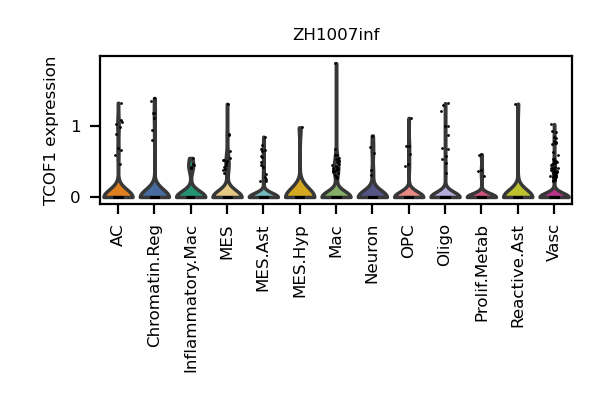 ZH1007inf
TCOF1 expression
1
0
AC
Chromatin.Reg
Inflammatory.Mac
MES
MES.Ast
MES.Hyp
Mac
Neuron
OPC
Oligo
Prolif.Metab
Reactive.Ast
Vasc